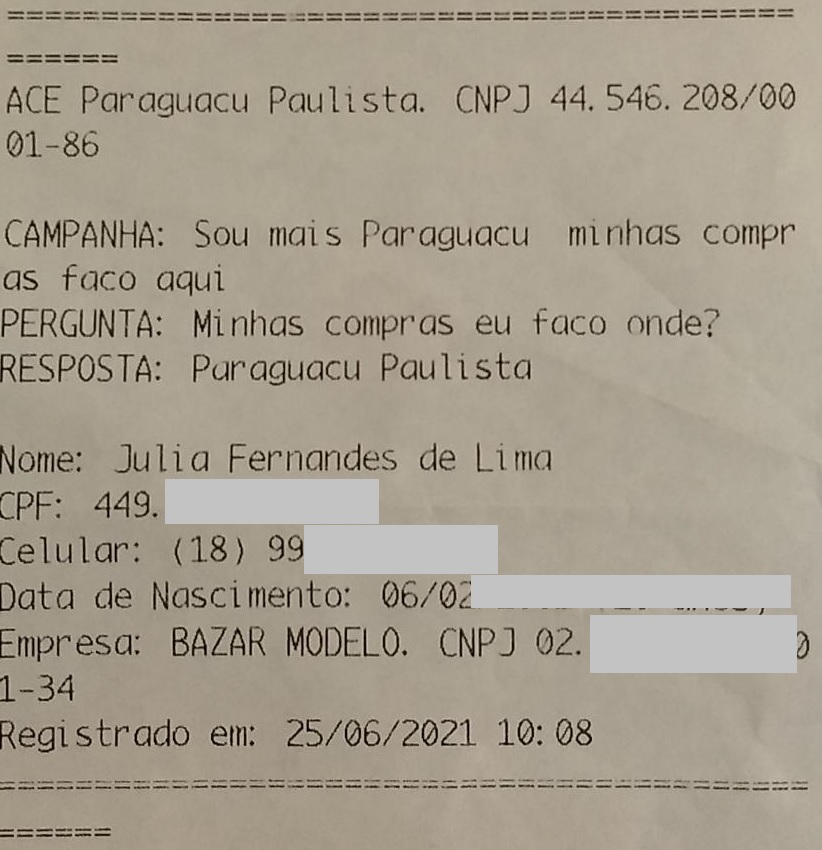 =========================================
======
ACE Paraguacu Paulista. CNPJ 44.546.208/00
01-86
CAMPANHA: Sou mais Paraguacu  minhas compr
as faco aqui
PERGUNTA: Minhas compras eu faco onde?
RESPOSTA: Paraguacu Paulista
Nome: Julia Fernandes de Lima
CPF: 449.
Celular: (18) 99
Data de Nascimento: 06/02
Empresa: BAZAR MODELO. CNPJ 02. 0
1-34
Registrado em: 25/06/2021 10:08
==========================================
======